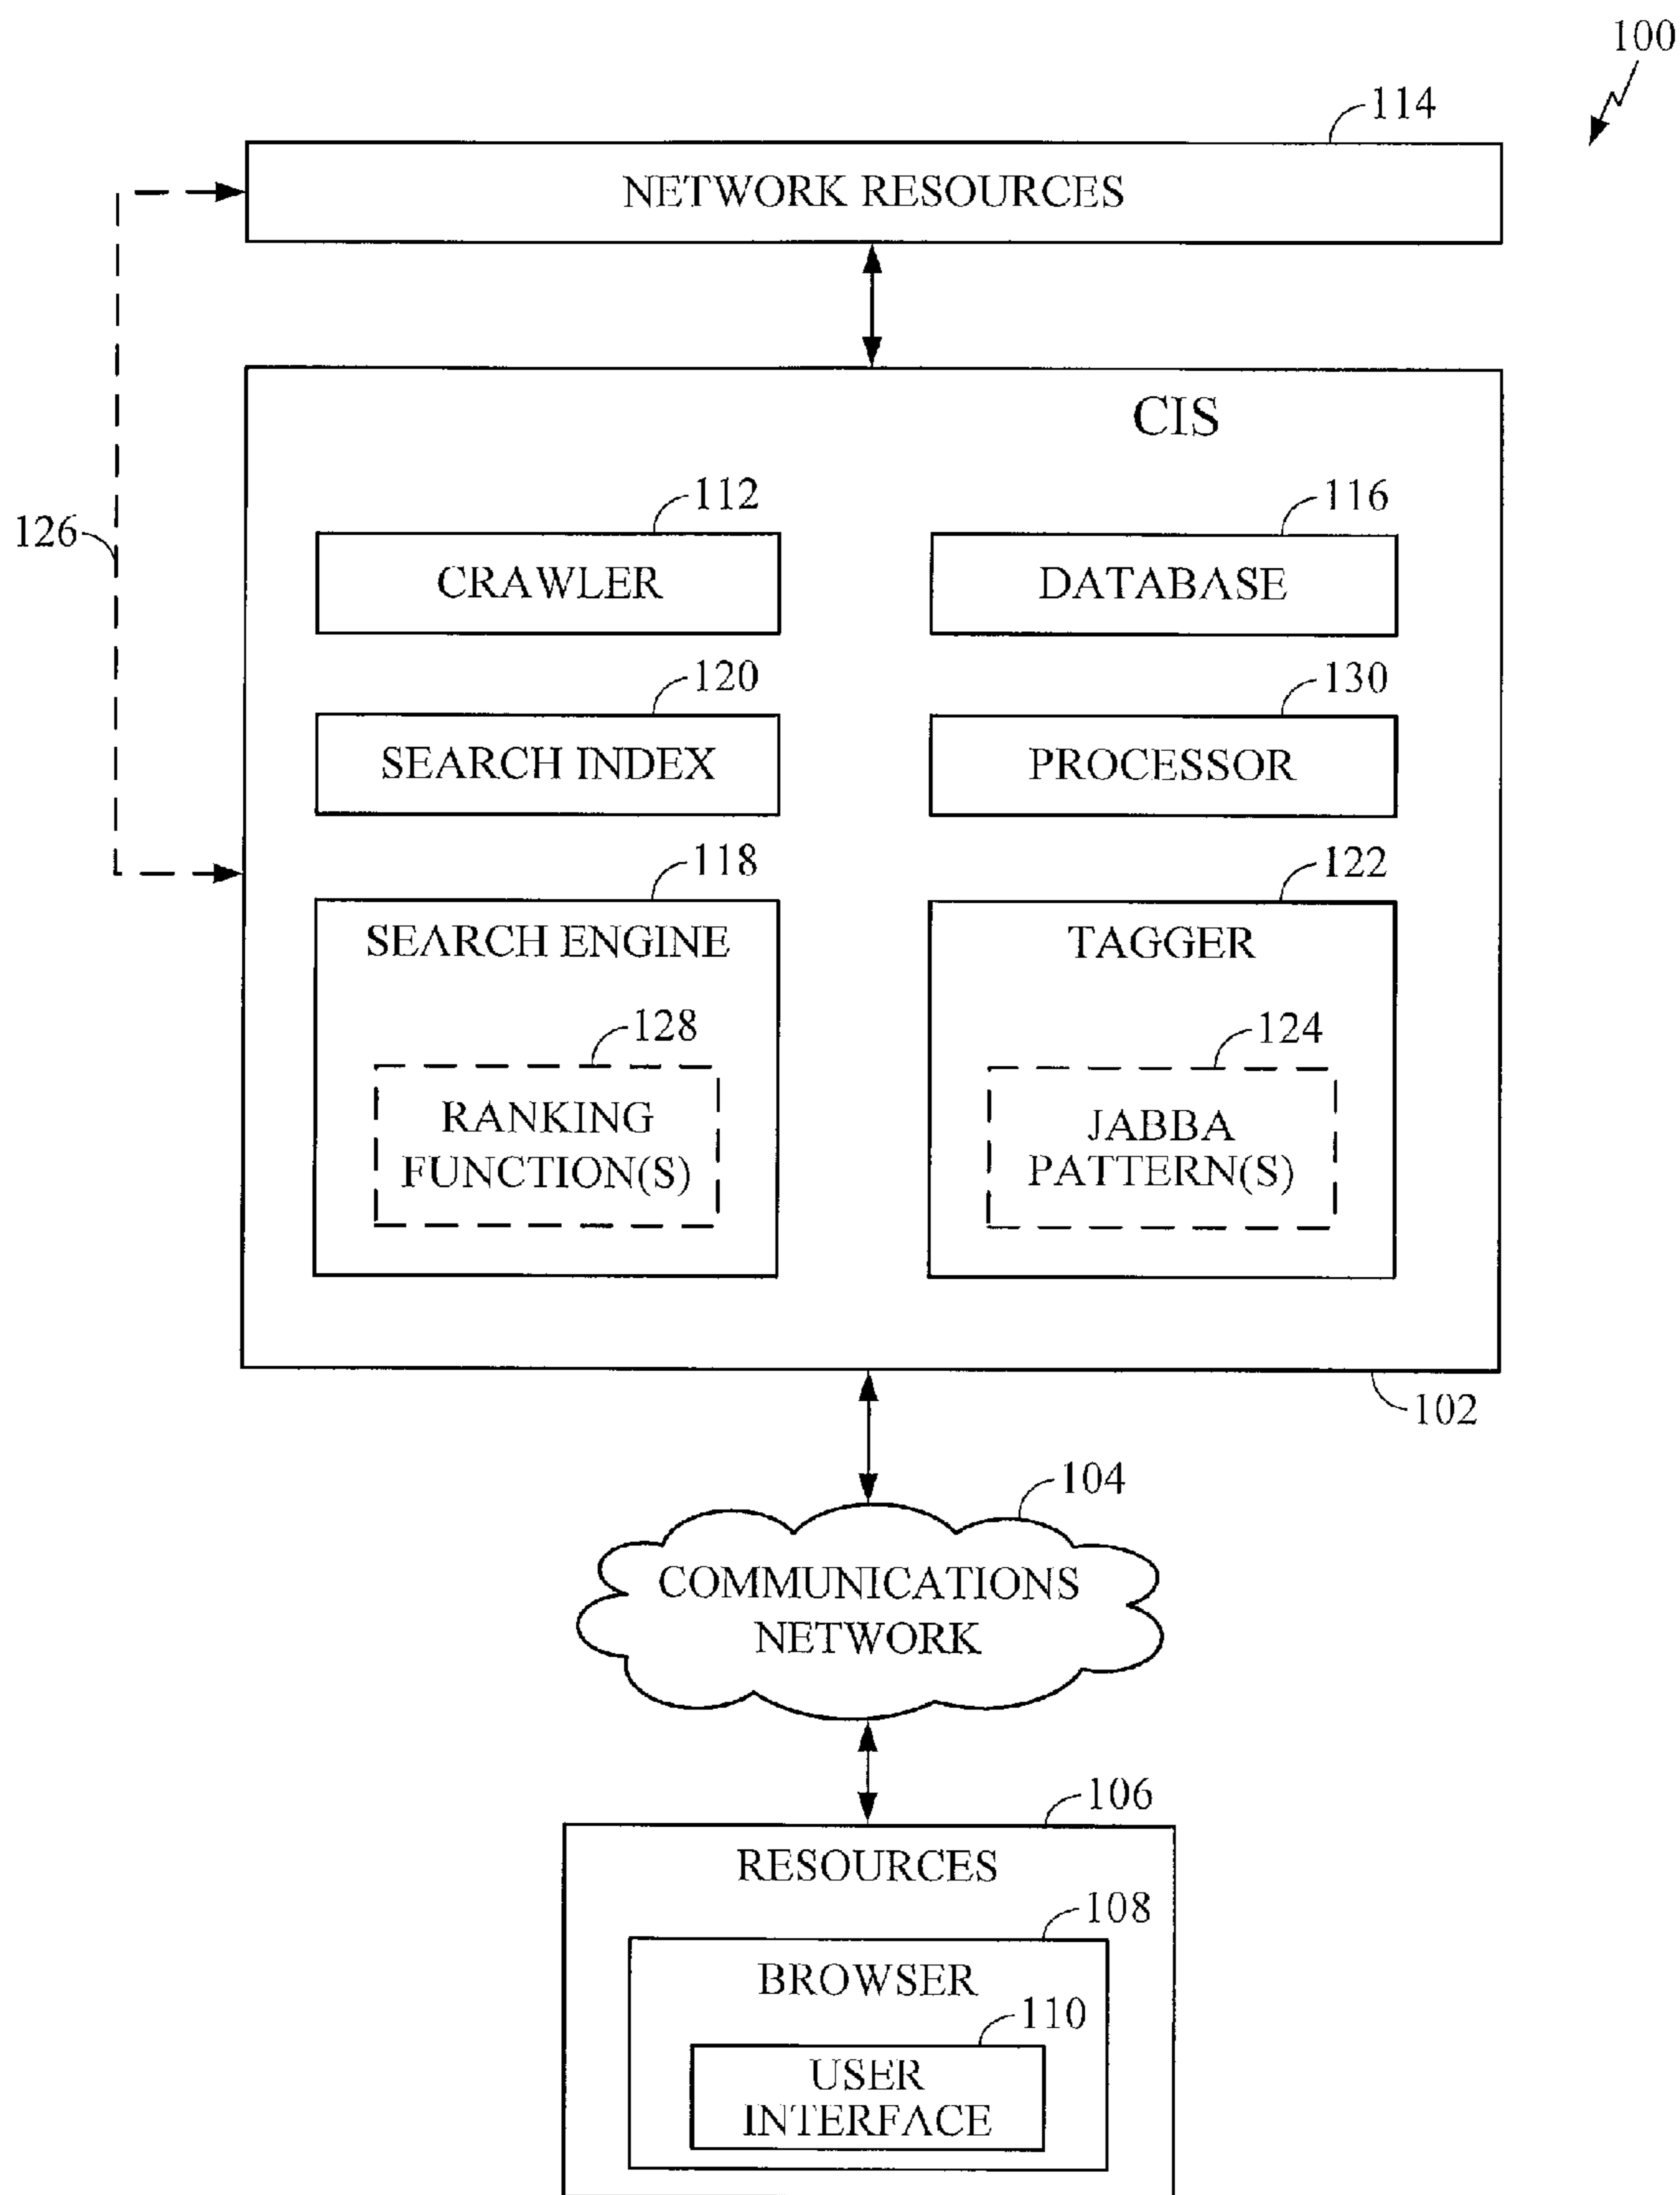 100
114
NETWORK RESOURCES
CIS
112
116
126
CRAWLER
DATABASE
120
130
SEARCH INDEX
PROCESSOR
118
122
SEARCH ENGINE
TAGGER
128
124
RANKING
FUNCTION(S)
JABBA
PATTERN(S)
102
104
COMMUNICATIONS
NETWORK
106
RESOURCES
108
BROWSER
110
USER
INTERFACE